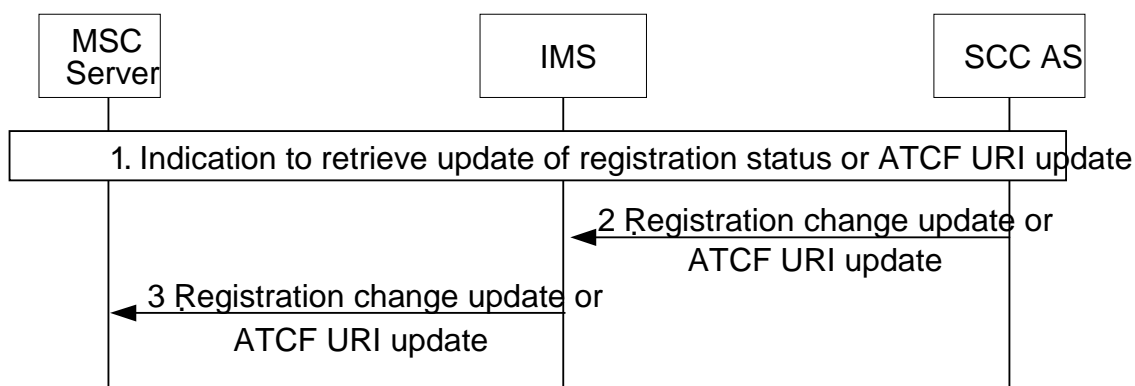 MSC
Server
IMS
SCC AS
1. Indication to retrieve update of registration status or ATCF URI update
2. Registration change update or
ATCF URI update
3. Registration change update or
ATCF URI update